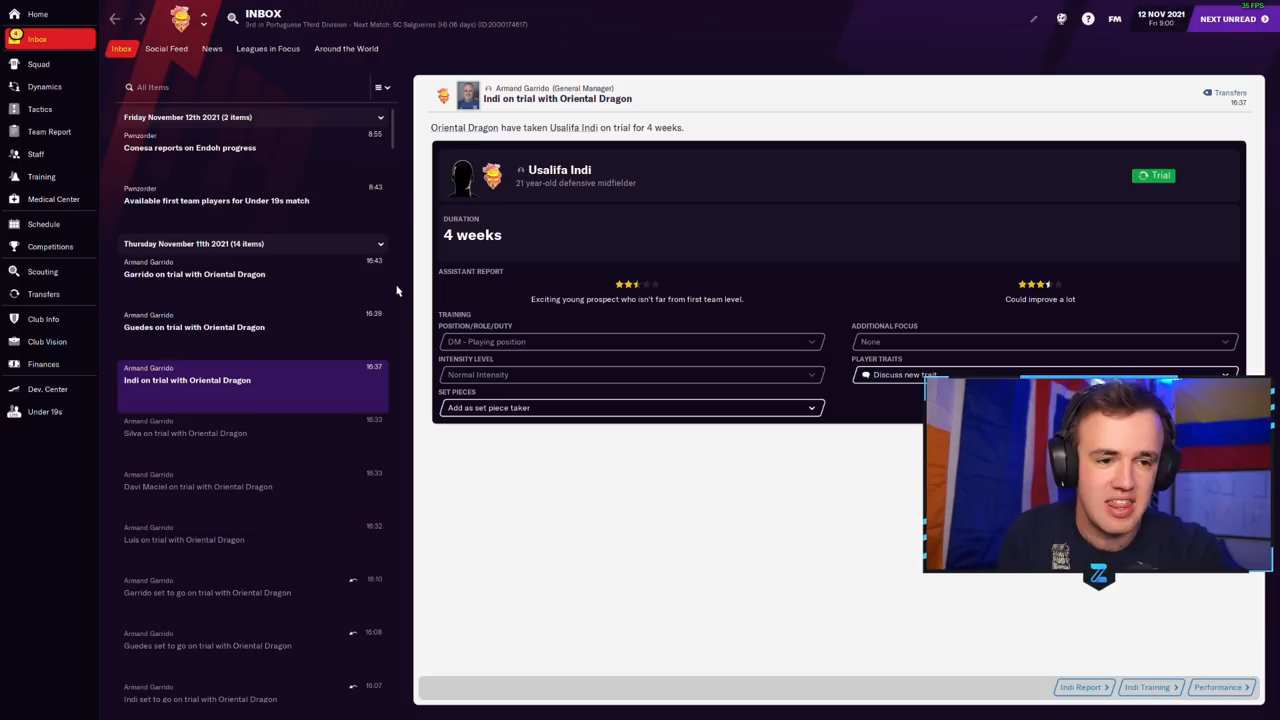 Home
INBOX
3rd in Portuguese Third Division - Next Match: SC Salgueiros (H) (16 days) (ID:2000174617)
35 FPS
FM
12 NOV 2021
Fri 9:00
NEXT UNREAD
4
Inbox
Squad
Dynamics
Tactics
Team Report
Staff
Training
Medical Center
Schedule
Competitions
Scouting
Transfers
Club Info
Club Vision
Finances
Dev. Center
Under 19s
Inbox
Social Feed
News
Leagues in Focus
Around the World
All Items
Friday November 12th 2021 (2 items)
Pwnzorder
8:55
Conesa reports on Endoh progress
Pwnzorder
8:43
Available first team players for Under 19s match
Thursday November 11th 2021 (14 items)
Armand Garrido
16:43
Garrido on trial with Oriental Dragon
Armand Garrido
16:39
Guedes on trial with Oriental Dragon
Armand Garrido
16:37
Indi on trial with Oriental Dragon
Armand Garrido
16:33
Silva on trial with Oriental Dragon
Armand Garrido
16:33
Davi Maciel on trial with Oriental Dragon
Armand Garrido
16:32
Luís on trial with Oriental Dragon
Armand Garrido
16:10
Garrido set to go on trial with Oriental Dragon
Armand Garrido
16:08
Guedes set to go on trial with Oriental Dragon
Armand Garrido
16:07
Indi set to go on trial with Oriental Dragon
Armand Garrido (General Manager)
Indi on trial with Oriental Dragon
Transfers
16:37
Oriental Dragon have taken Usalifa Indi on trial for 4 weeks.
Usalifa Indi
21 year-old defensive midfielder
Trial
DURATION
4 weeks
ASSISTANT REPORT
Exciting young prospect who isn't far from first team level.
Could improve a lot
TRAINING
POSITION/ROLE/DUTY
DM - Playing position
ADDITIONAL FOCUS
None
INTENSITY LEVEL
Normal Intensity
PLAYER TRAITS
Discuss new trait
SET PIECES
Add as set piece taker
Indi Report
Indi Training
Performance